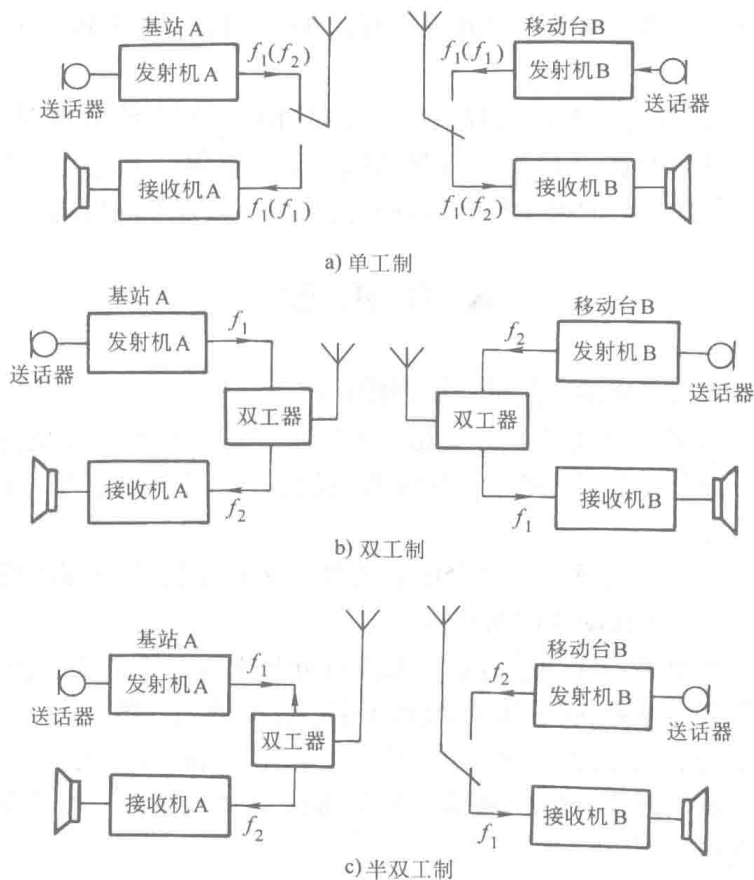 基站A
移动台B
发射机A
f₁(f₂)
f₁(f₁)
发射机B
送话器
送话器
接收机A
f₁(f₁)
f₁(f₂)
接收机B
a) 单工制
基站A
移动台B
发射机A
f₁
f₂
发射机B
送话器
送话器
双工器
双工器
接收机A
f₂
f₁
接收机B
b) 双工制
基站A
移动台B
发射机A
f₁
f₂
发射机B
送话器
送话器
双工器
接收机A
f₂
f₁
接收机B
c) 半双工制